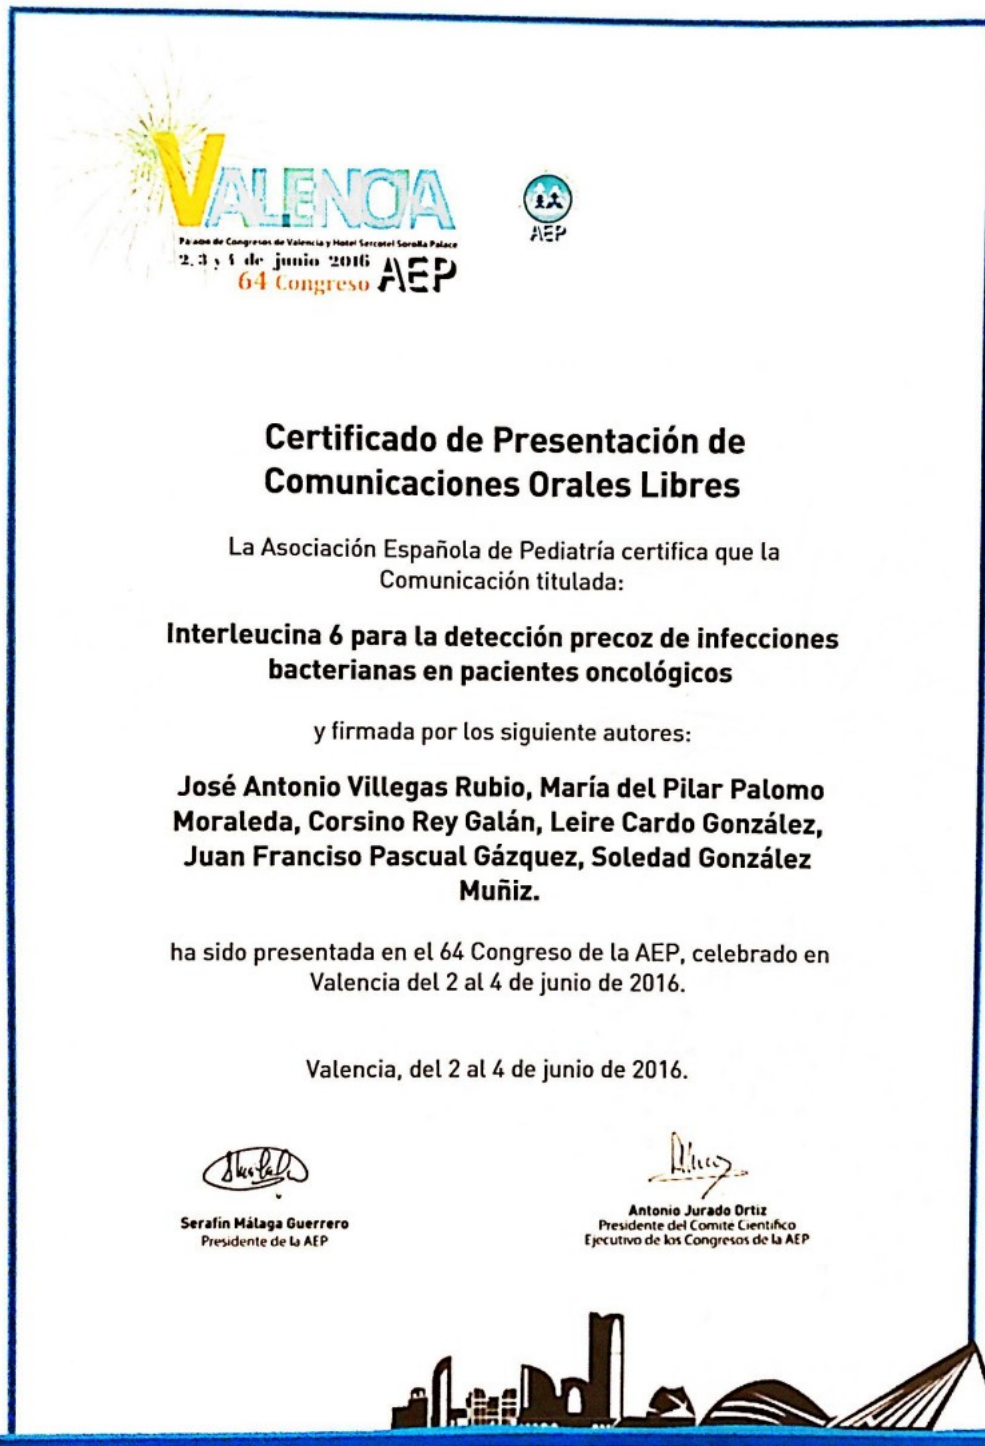 VALENCIA
Palacio de Congresos de Valencia y Hotel Sercotel Sorolla Palace
2, 3 y 4 de junio 2016
64 Congreso AEP
AEP
Certificado de Presentación de
Comunicaciones Orales Libres
La Asociación Española de Pediatría certifica que la
Comunicación titulada:
Interleucina 6 para la detección precoz de infecciones
bacterianas en pacientes oncológicos
y firmada por los siguiente autores:
José Antonio Villegas Rubio, María del Pilar Palomo
Moraleda, Corsino Rey Galán, Leire Cardo González,
Juan Franciso Pascual Gázquez, Soledad González
Muñiz.
ha sido presentada en el 64 Congreso de la AEP, celebrado en
Valencia del 2 al 4 de junio de 2016.
Valencia, del 2 al 4 de junio de 2016.
Serafín Málaga Guerrero
Presidente de la AEP
Antonio Jurado Ortiz
Presidente del Comité Científico
Ejecutivo de los Congresos de la AEP